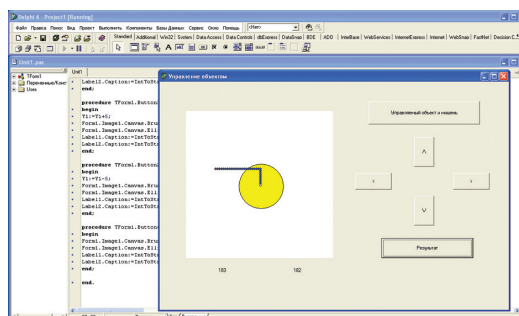 Delphi 6 - Project1 [Running]
Файл Правка Поиск Вид Проект Выполнить Компоненты Базы Данных Сервис Окно Помощь <Нет>
Standard Additional Win32 System Data Access Data Controls dbExpress DataSnap BDE ADO InterBase WebServices InternetExpress Internet WebSnap FastNet Decision C
Unit1.pas
TForm1
Uses
Unit1
Label2.Caption:=IntToSt
end;
procedure TForm1.Button
begin
Y1:=Y1+5;
Form1.Image1.Canvas.Bru
Form1.Image1.Canvas.Ell
Label1.Caption:=IntToSt
Label2.Caption:=IntToSt
end;
procedure TForm1.Button
begin
Y1:=Y1-5;
Form1.Image1.Canvas.Bru
Form1.Image1.Canvas.Ell
Label1.Caption:=IntToSt
Label2.Caption:=IntToSt
end;
procedure TForm1.Button
begin
Form1.Image1.Canvas.Bru
Form1.Image1.Canvas.Ell
Label1.Caption:=IntToSt
Label2.Caption:=IntToSt
end;
end.
Управление объектом
Управляемый объект и мишень
^
<
>
v
Результат
183
182